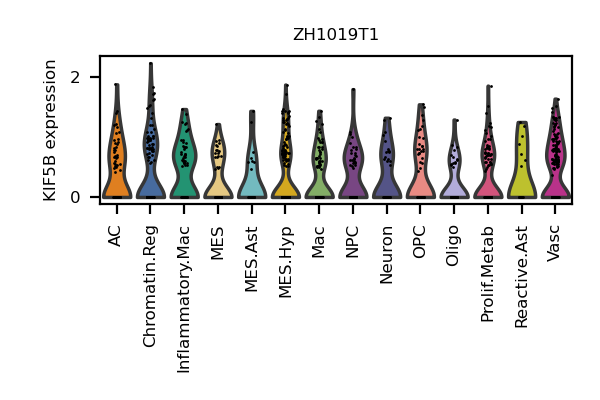 ZH1019T1
KIF5B expression
2
0
AC
Chromatin.Reg
Inflammatory.Mac
MES
MES.Ast
MES.Hyp
Mac
NPC
Neuron
OPC
Oligo
Prolif.Metab
Reactive.Ast
Vasc